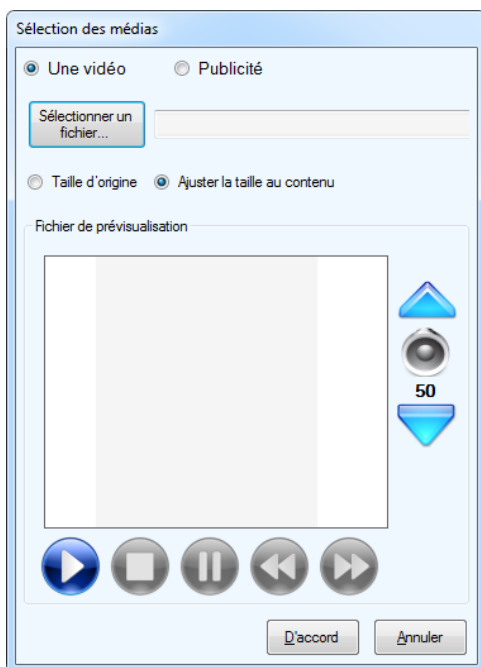 Sélection des médias
Une vidéo Publicité
Sélectionner un
fichier...
Taille d'origine Ajuster la taille au contenu
Fichier de prévisualisation
50
D'accord Annuler